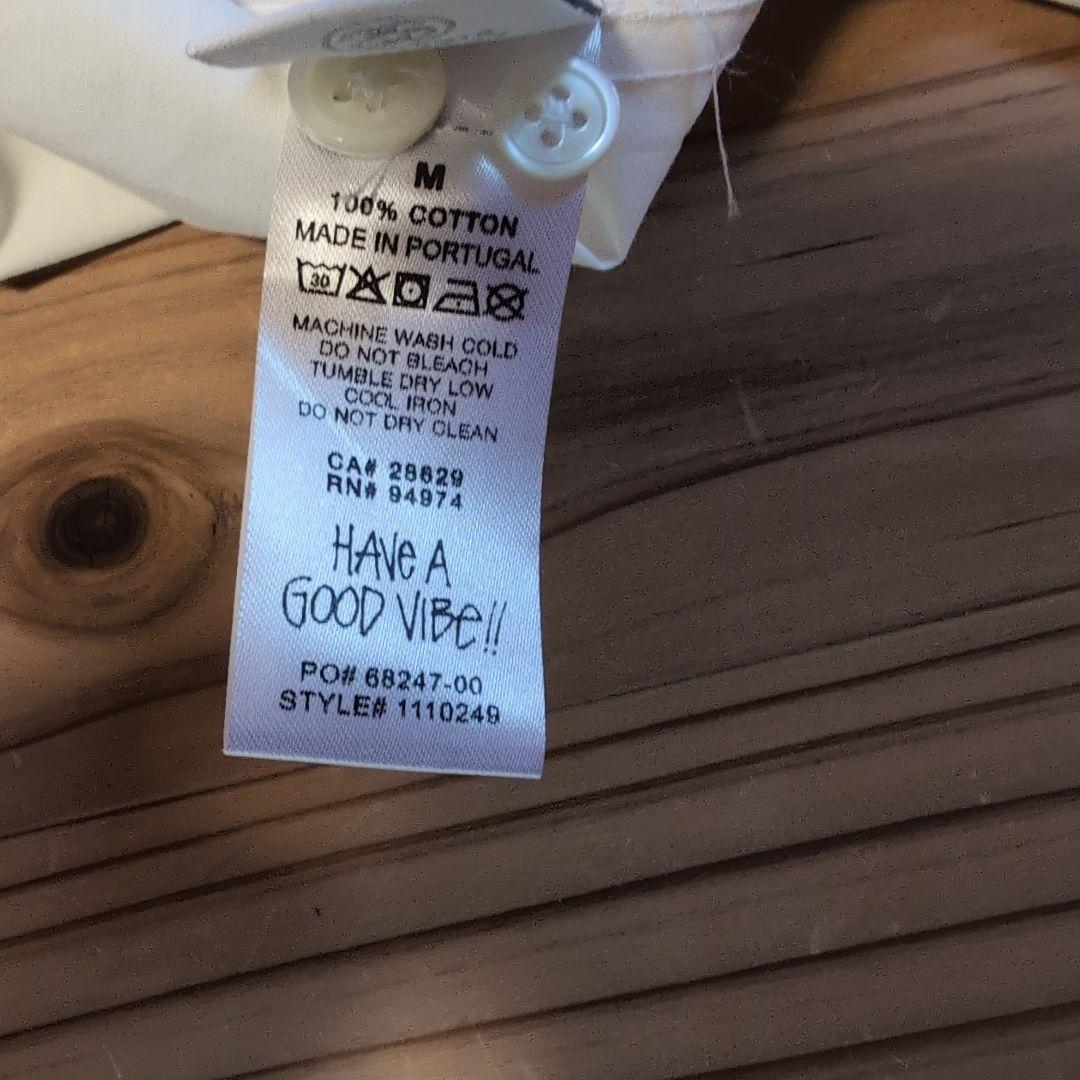 M
100% COTTON
MADE IN PORTUGAL
30
MACHINE WASH COLD
DO NOT BLEACH
TUMBLE DRY LOW
COOL IRON
DO NOT DRY CLEAN
CA# 28629
RN# 94974
HAVe A
GOOD VIBe!!
PO# 68247-00
STYLE# 1110249